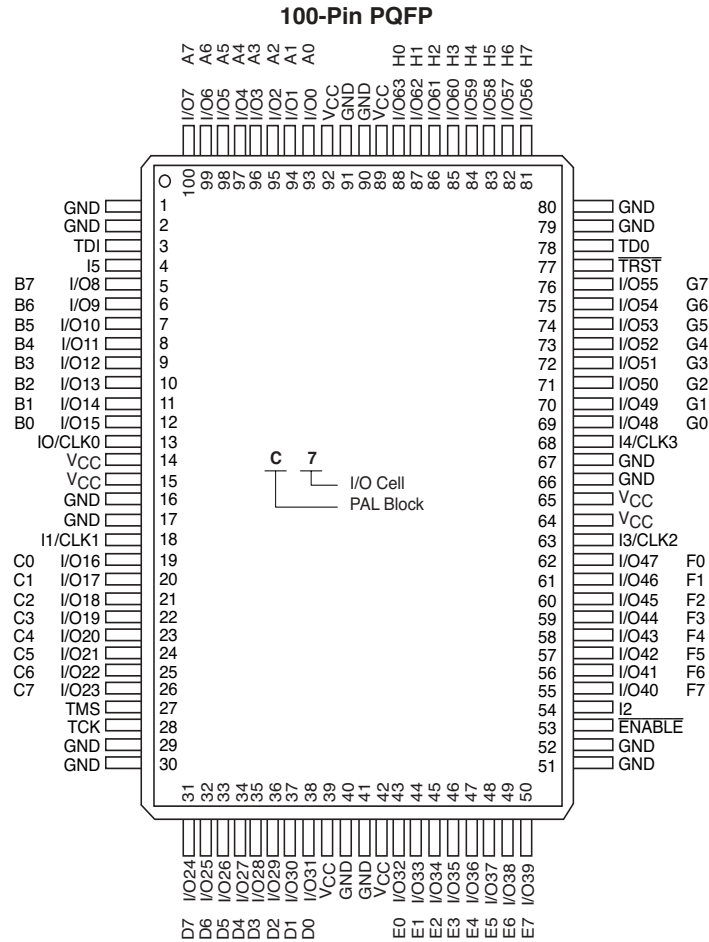 100-Pin PQFP
A7 A6 A5 A4 A3 A2 A1 A0 H0 H1 H2 H3 H4 H5 H6 H7
I/O7 I/O6 I/O5 I/O4 I/O3 I/O2 I/O1 I/O0 VCC GND GND VCC I/O63 I/O62 I/O61 I/O60 I/O59 I/O58 I/O57 I/O56
100 99 98 97 96 95 94 93 92 91 90 89 88 87 86 85 84 83 82 81
GND 1 80 GND
GND 2 79 GND
TDI 3 78 TD0
I5 4 77 TRST
B7 I/O8 5 76 I/O55 G7
B6 I/O9 6 75 I/O54 G6
B5 I/O10 7 74 I/O53 G5
B4 I/O11 8 73 I/O52 G4
B3 I/O12 9 72 I/O51 G3
B2 I/O13 10 71 I/O50 G2
B1 I/O14 11 70 I/O49 G1
B0 I/O15 12 69 I/O48 G0
IO/CLK0 13 68 I4/CLK3
VCC 14 67 GND
VCC 15 66 GND
GND 16 65 VCC
GND 17 64 VCC
I1/CLK1 18 63 I3/CLK2
C0 I/O16 19 62 I/O47 F0
C1 I/O17 20 61 I/O46 F1
C2 I/O18 21 60 I/O45 F2
C3 I/O19 22 59 I/O44 F3
C4 I/O20 23 58 I/O43 F4
C5 I/O21 24 57 I/O42 F5
C6 I/O22 25 56 I/O41 F6
C7 I/O23 26 55 I/O40 F7
TMS 27 54 I2
TCK 28 53 ENABLE
GND 29 52 GND
GND 30 51 GND
C 7
I/O Cell
PAL Block
31 32 33 34 35 36 37 38 39 40 41 42 43 44 45 46 47 48 49 50
I/O24 I/O25 I/O26 I/O27 I/O28 I/O29 I/O30 I/O31 VCC GND GND VCC I/O32 I/O33 I/O34 I/O35 I/O36 I/O37 I/O38 I/O39
D7 D6 D5 D4 D3 D2 D1 D0 E0 E1 E2 E3 E4 E5 E6 E7